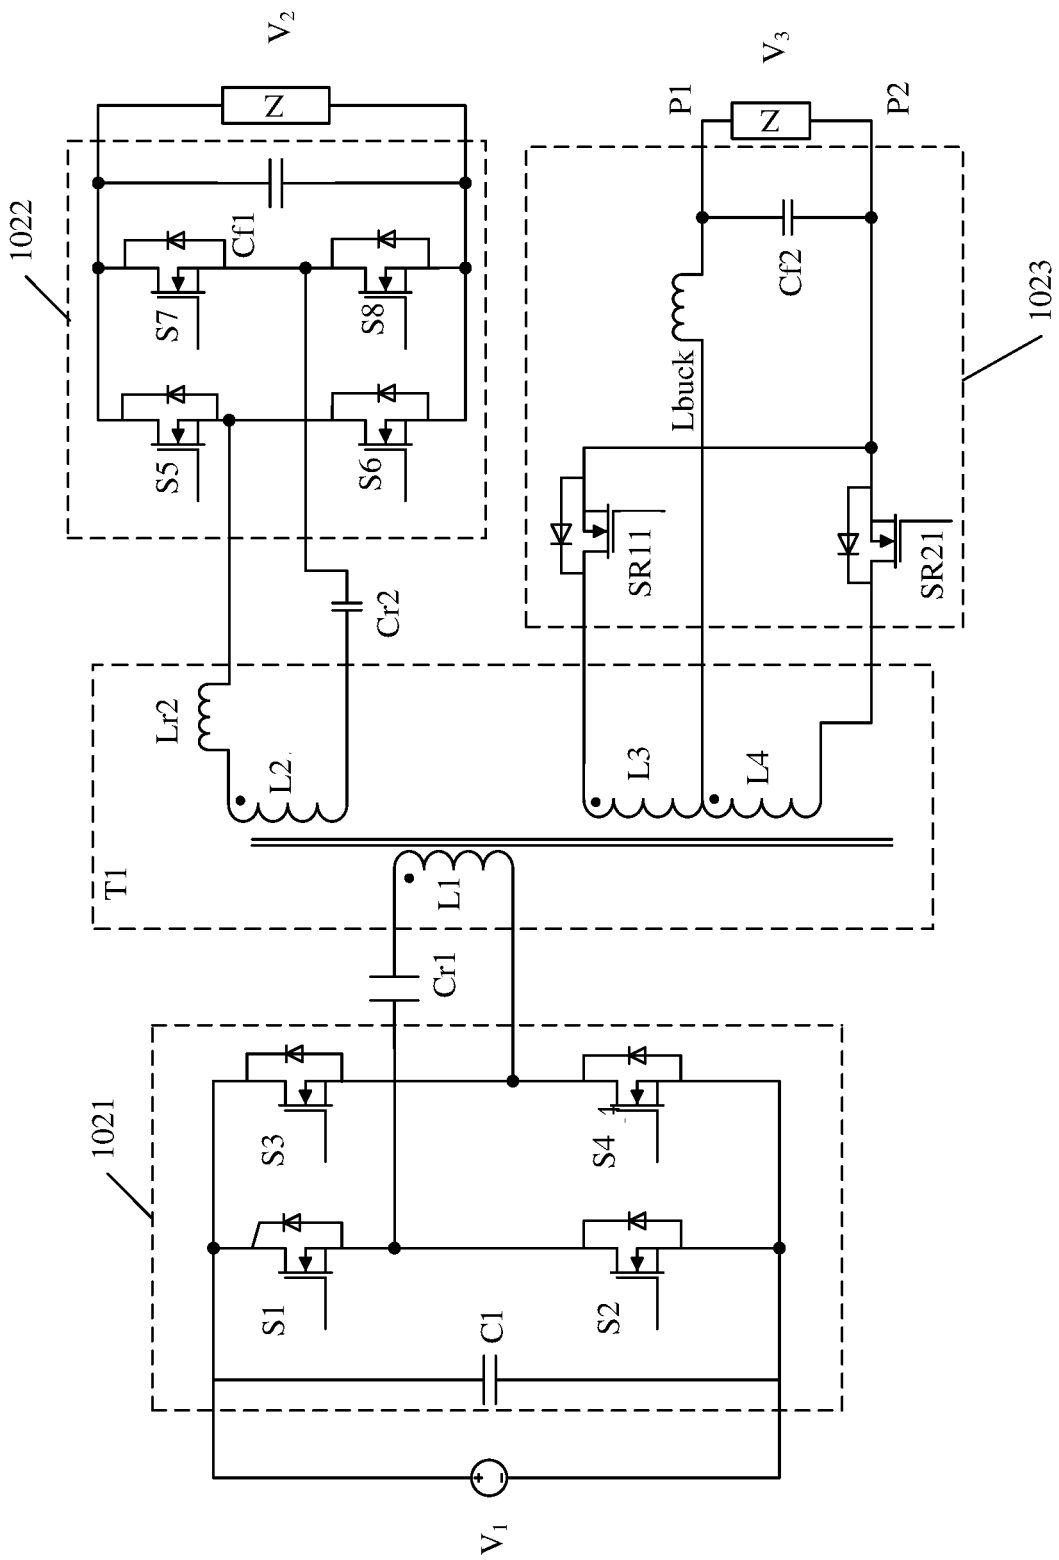 V1
1021
C1
S1
S2
S3
S4
Cr1
T1
L1
L2
Lr2
L3
L4
Cr2
1022
S5
S6
S7
S8
Cf1
Z
V2
1023
SR11
SR21
Lbuck
Cf2
P1
P2
Z
V3